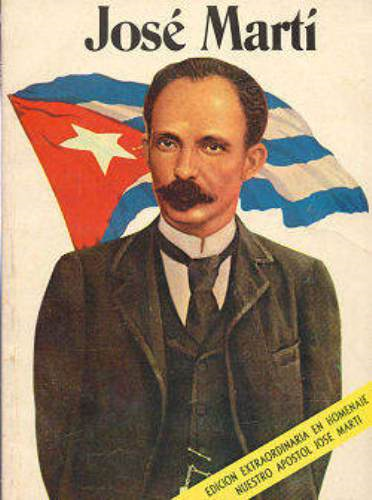 José Martí
EDICION EXTRAORDINARIA EN HOMENAJE
NUESTRO APOSTOL JOSE MARTI